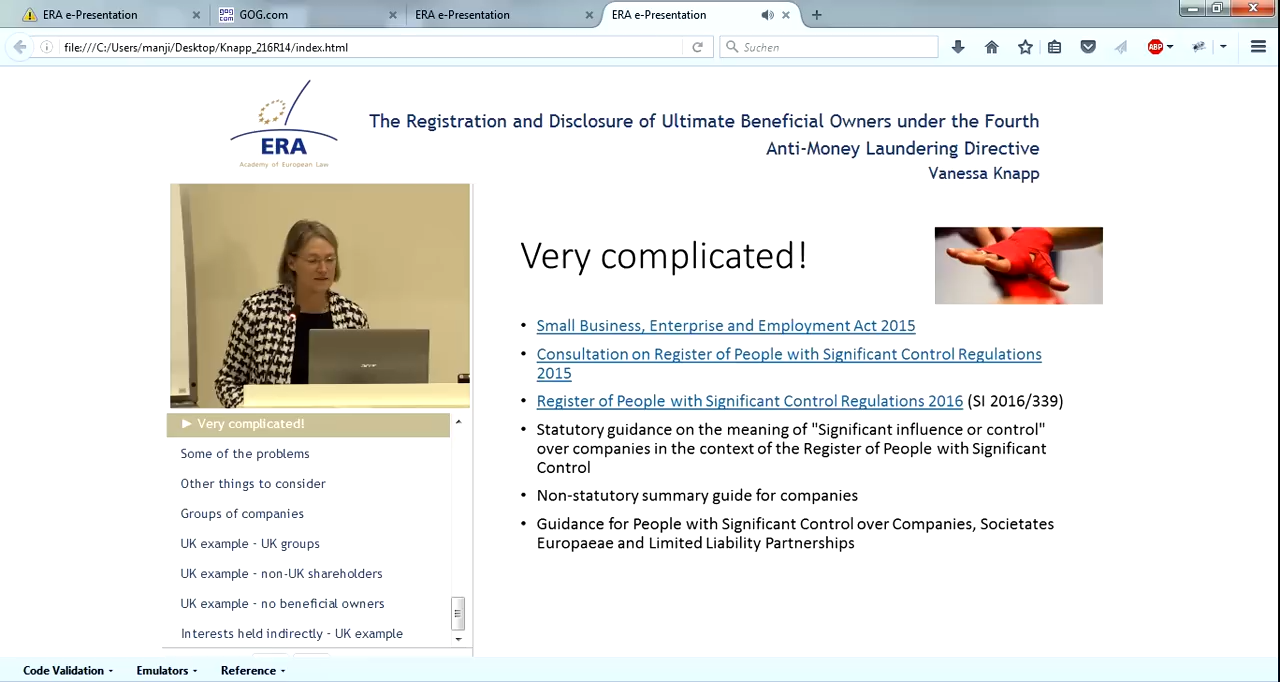 ERA e-Presentation
GOG.com
ERA e-Presentation
ERA e-Presentation
file:///C:/Users/manji/Desktop/Knapp_216R14/index.html
Suchen
ABP
ERA
Academy of European Law
The Registration and Disclosure of Ultimate Beneficial Owners under the Fourth
Anti-Money Laundering Directive
Vanessa Knapp
acer
▶ Very complicated!
Some of the problems
Other things to consider
Groups of companies
UK example - UK groups
UK example - non-UK shareholders
UK example - no beneficial owners
Interests held indirectly - UK example
Very complicated!
• Small Business, Enterprise and Employment Act 2015
• Consultation on Register of People with Significant Control Regulations
2015
• Register of People with Significant Control Regulations 2016 (SI 2016/339)
• Statutory guidance on the meaning of "Significant influence or control"
over companies in the context of the Register of People with Significant
Control
• Non-statutory summary guide for companies
• Guidance for People with Significant Control over Companies, Societates
Europaeae and Limited Liability Partnerships
Code Validation
Emulators
Reference